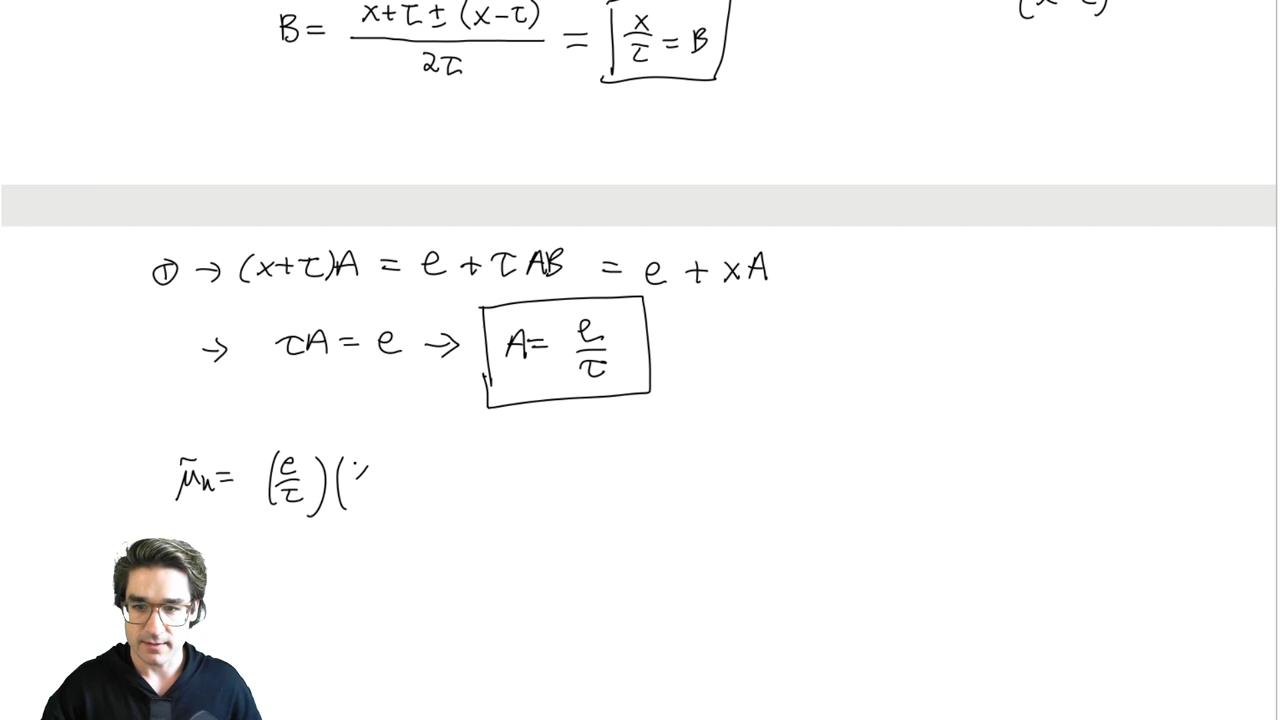 B = x+τ ± (x−τ) / 2τ = x/τ = B
① → (x+τ)A = e + τAB = e + xA
→ τA = e → A = e/τ
μ̃n = (e/τ)(